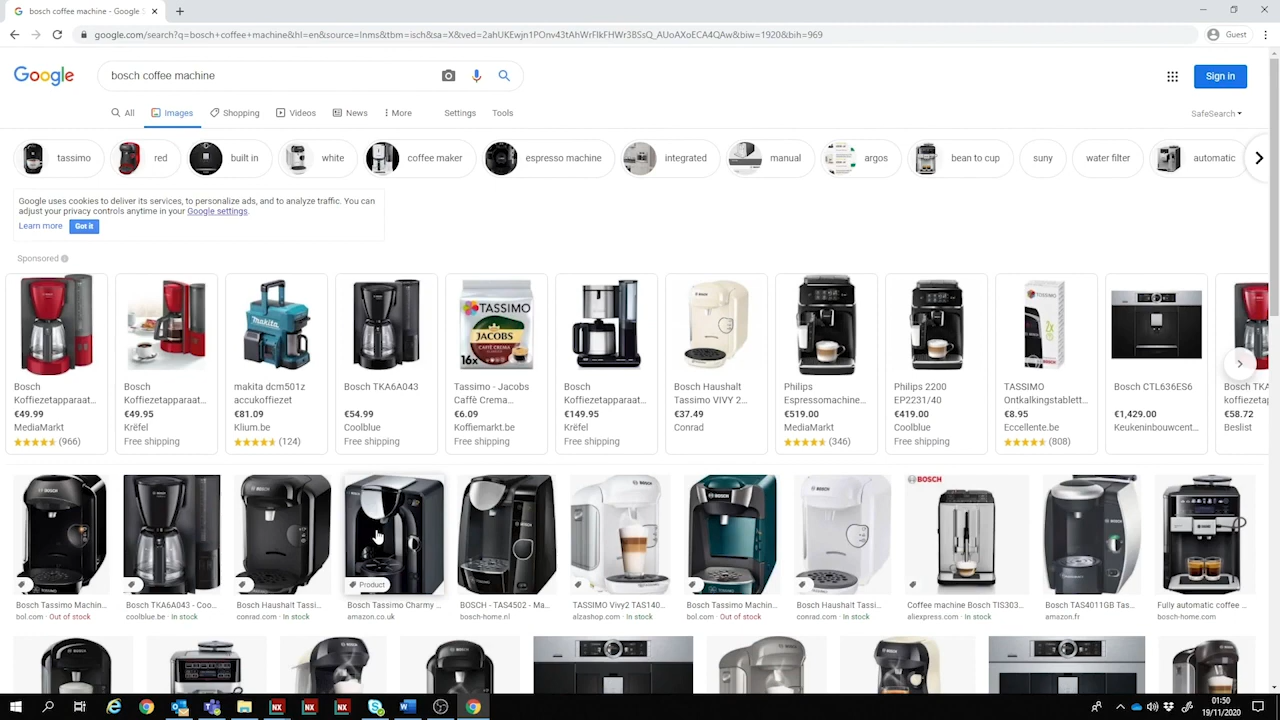 bosch coffee machine - Google S
google.com/search?q=bosch+coffee+machine&hl=en&source=lnms&tbm=isch&sa=X&ved=2ahUKEwjn1POnv43tAhWrFlkFHWr3BSsQ_AUoAXoECA4QAw&biw=1920&bih=969
Guest
Google
bosch coffee machine
Sign in
All Images Shopping Videos News More Settings Tools
SafeSearch
tassimo red built in white coffee maker espresso machine integrated manual argos bean to cup suny water filter automatic
Google uses cookies to deliver its services, to personalize ads, and to analyze traffic. You can
adjust your privacy controls anytime in your Google settings.
Learn more Got it
Sponsored
Bosch
Koffiezetapparaat...
€49.99
MediaMarkt
(966)
Bosch
Koffiezetapparaat...
€49.95
Krëfel
Free shipping
makita
makita dcm501z
accukoffiezet
€81.09
Klium.be
(124)
Bosch TKA6A043
€54.99
Coolblue
Free shipping
TASSIMO
JACOBS
CAFFÈ CREMA
16x
Tassimo - Jacobs
Caffè Crema...
€6.09
Koffiemarkt.be
Free shipping
Bosch
Koffiezetapparaat...
€149.95
Krëfel
Free shipping
Bosch Haushalt
Tassimo VIVY 2...
€37.49
Conrad
Philips
Espressomachine...
€519.00
MediaMarkt
(346)
Philips 2200
EP2231/40
€419.00
Coolblue
Free shipping
TASSIMO
Ontkalkingstablett...
€8.95
Eccellente.be
(808)
Bosch CTL636ES6
€1,429.00
Keukeninbouwcent...
Bosch TKA...
koffiezetap...
€58.72
Beslist
Product
BOSCH
Bosch Tassimo Machin...
bol.com · Out of stock
Bosch TKA6A043 - Coo...
coolblue.be · In stock
Bosch Haushalt Tassi...
conrad.com · In stock
Bosch Tassimo Charmy ...
amazon.co.uk
BOSCH - TAS4502 - Ma...
bosch-home.nl
TASSIMO Vivy2 TAS140...
alzashop.com · In stock
Bosch Tassimo Machin...
bol.com · Out of stock
Bosch Haushalt Tassi...
conrad.com · In stock
Coffee machine Bosch TIS303...
aliexpress.com · In stock
Bosch TAS4011GB Tas...
amazon.fr
Fully automatic coffee ...
bosch-home.com
01:50
19/11/2020